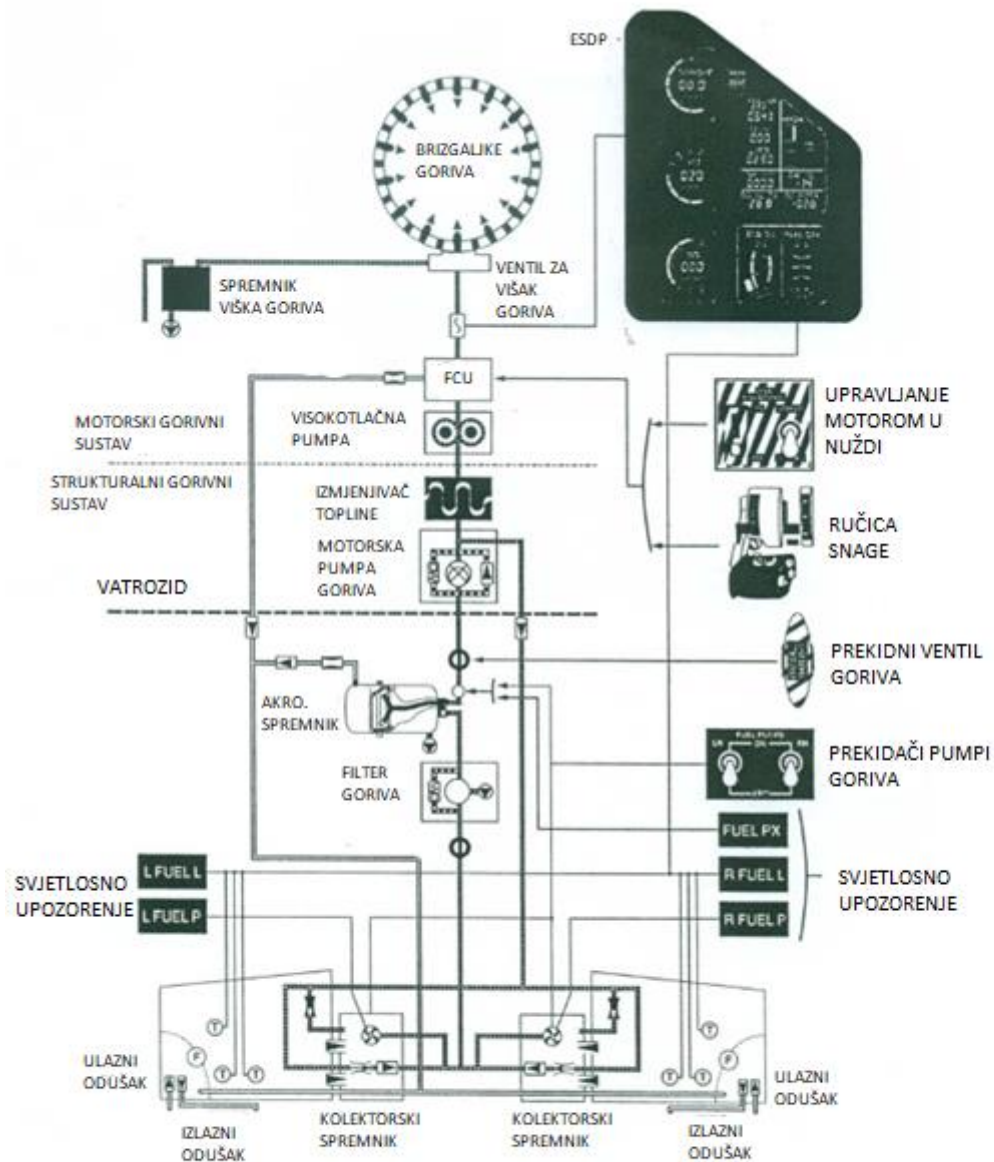 ESDP
BRIZGALJKE
GORIVA
SPREMNIK
VIŠKA GORIVA
VENTIL ZA
VIŠAK
GORIVA
FCU
MOTORSKI GORIVNI
SUSTAV
VISOKOTLAČNA
PUMPA
UPRAVLJANJE
MOTOROM U
NUŽDI
STRUKTURALNI GORIVNI
SUSTAV
IZMJENJIVAČ
TOPLINE
RUČICA
SNAGE
MOTORSKA
PUMPA
GORIVA
VATROZID
PREKIDNI VENTIL
GORIVA
AKRO.
SPREMNIK
FUEL PUMPS
PREKIDAČI PUMPI
GORIVA
FILTER
GORIVA
FUEL PX
L FUEL L
R FUEL L
SVJETLOSNO
UPOZORENJE
SVJETLOSNO
UPOZORENJE
L FUEL P
R FUEL P
T
T
F
F
T
T
T
T
ULAZNI
ODUŠAK
ULAZNI
ODUŠAK
IZLAZNI
ODUŠAK
KOLEKTORSKI
SPREMNIK
KOLEKTORSKI
SPREMNIK
IZLAZNI
ODUŠAK